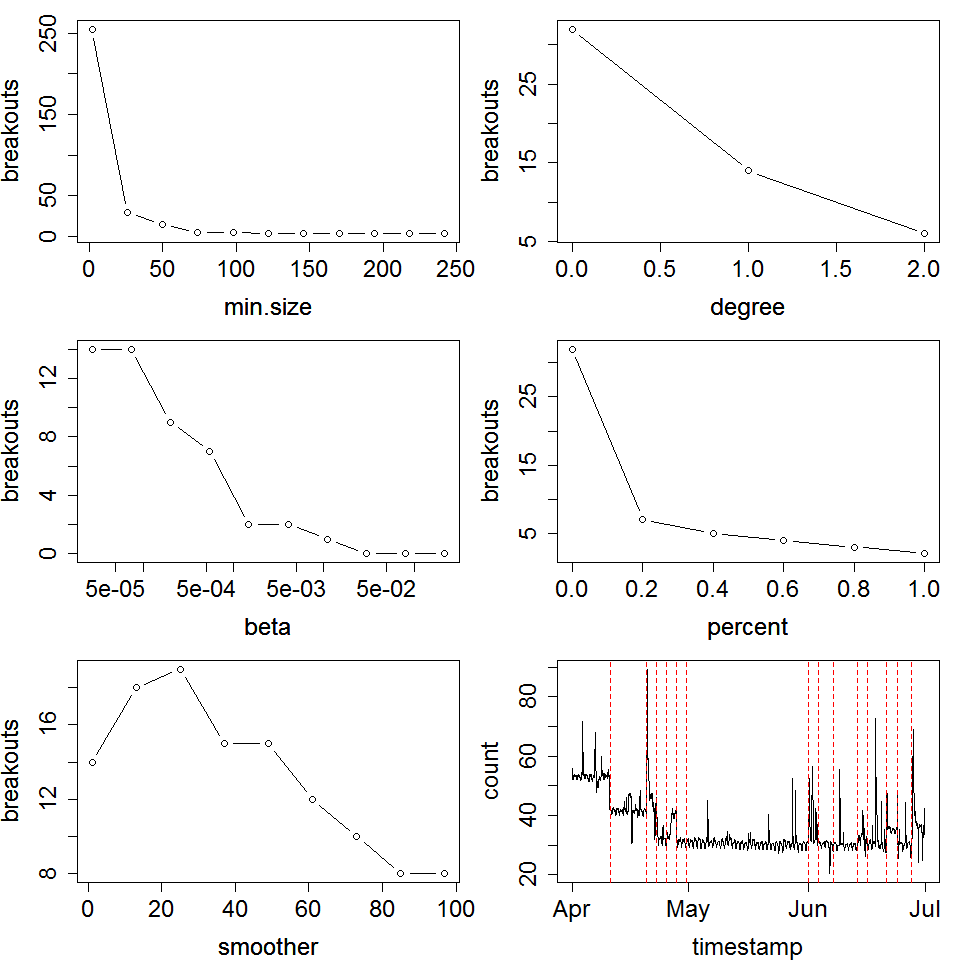 breakouts
250
150
50
0
0 50 100 150 200 250
min.size
breakouts
25
15
5
0.0 0.5 1.0 1.5 2.0
degree
breakouts
12
8
4
0
5e-05 5e-04 5e-03 5e-02
beta
breakouts
25
15
5
0.0 0.2 0.4 0.6 0.8 1.0
percent
breakouts
16
12
8
0 20 40 60 80 100
smoother
count
80
60
40
20
Apr May Jun Jul
timestamp